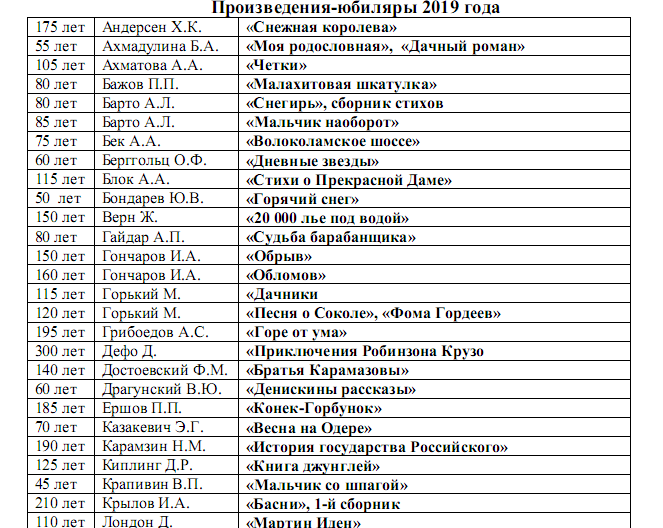 Произведения-юбиляры 2019 года
175 лет Андерсен Х.К. «Снежная королева»
55 лет Ахмадулина Б.А. «Моя родословная», «Дачный роман»
105 лет Ахматова А.А. «Четки»
80 лет Бажов П.П. «Малахитовая шкатулка»
80 лет Барто А.Л. «Снегирь», сборник стихов
85 лет Барто А.Л. «Мальчик наоборот»
75 лет Бек А.А. «Волоколамское шоссе»
60 лет Берггольц О.Ф. «Дневные звезды»
115 лет Блок А.А. «Стихи о Прекрасной Даме»
50 лет Бондарев Ю.В. «Горячий снег»
150 лет Верн Ж. «20 000 лье под водой»
80 лет Гайдар А.П. «Судьба барабанщика»
150 лет Гончаров И.А. «Обрыв»
160 лет Гончаров И.А. «Обломов»
115 лет Горький М. «Дачники
120 лет Горький М. «Песня о Соколе», «Фома Гордеев»
195 лет Грибоедов А.С. «Горе от ума»
300 лет Дефо Д. «Приключения Робинзона Крузо
140 лет Достоевский Ф.М. «Братья Карамазовы»
60 лет Драгунский В.Ю. «Денискины рассказы»
185 лет Ершов П.П. «Конек-Горбунок»
70 лет Казакевич Э.Г. «Весна на Одере»
190 лет Карамзин Н.М. «История государства Российского»
125 лет Киплинг Д.Р. «Книга джунглей»
45 лет Крапивин В.П. «Мальчик со шпагой»
210 лет Крылов И.А. «Басни», 1-й сборник
110 лет Лондон Д. «Мартин Иден»